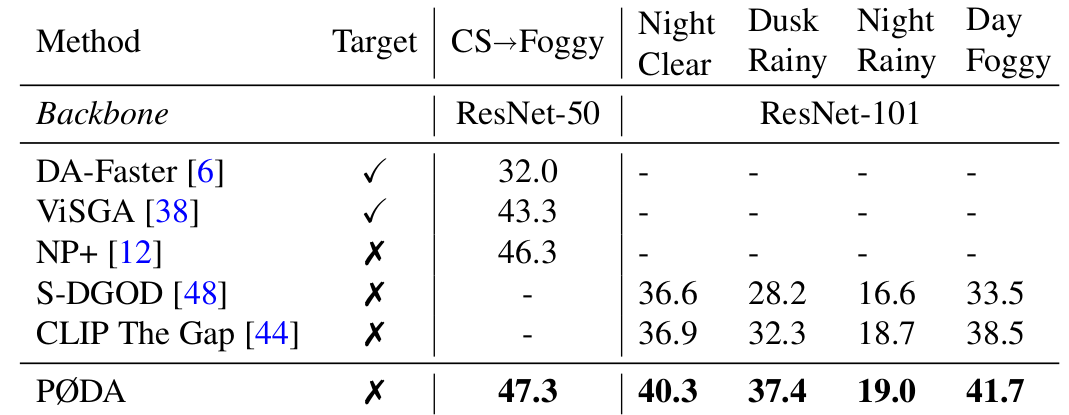 Method Target CS→Foggy Night Clear Dusk Rainy Night Rainy Day Foggy
Backbone ResNet-50 ResNet-101
DA-Faster [6] ✓ 32.0 - - - -
ViSGA [38] ✓ 43.3 - - - -
NP+ [12] ✗ 46.3 - - - -
S-DGOD [48] ✗ - 36.6 28.2 16.6 33.5
CLIP The Gap [44] ✗ - 36.9 32.3 18.7 38.5
PØDA ✗ 47.3 40.3 37.4 19.0 41.7